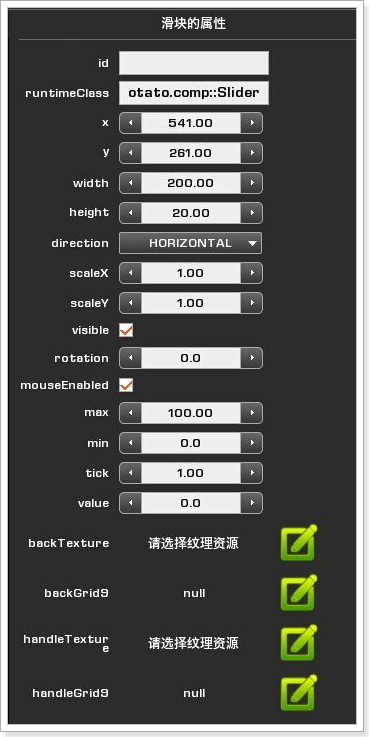 滑块的属性
id
runtimeClass otato.comp::Slider
x 541.00
y 261.00
width 200.00
height 20.00
direction HORIZONTAL
scaleX 1.00
scaleY 1.00
visible
rotation 0.0
mouseEnabled
max 100.00
min 0.0
tick 1.00
value 0.0
backTexture 请选择纹理资源
backGrid9 null
handleTextur
e 请选择纹理资源
handleGrid9 null